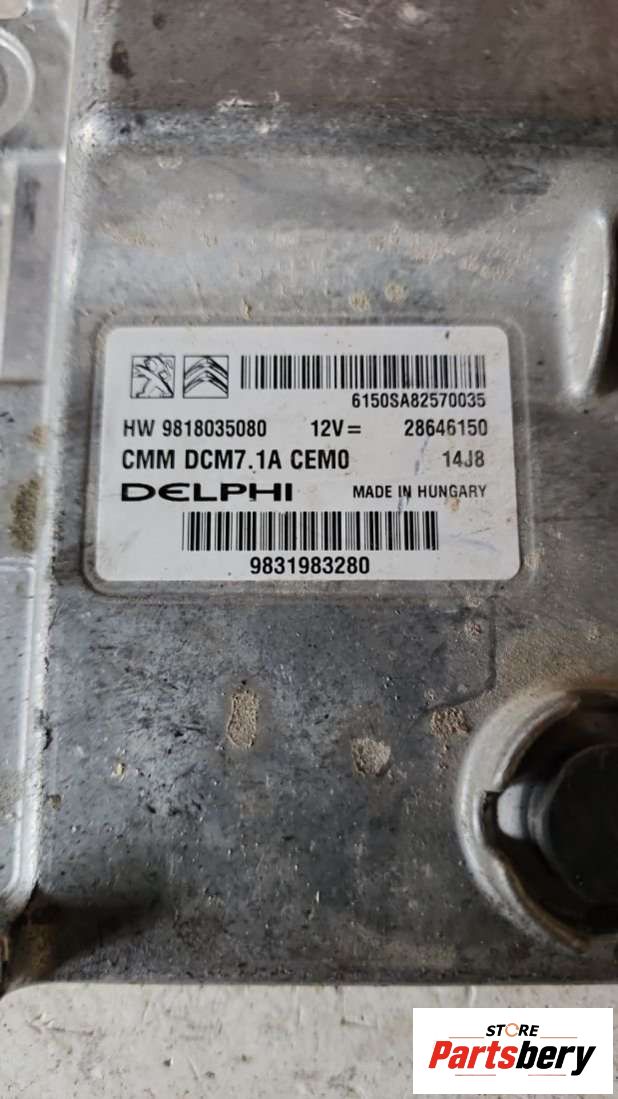 6150SA82570035
HW 9818035080 12V= 28646150
CMM DCM7.1A CEM0 14J8
DELPHI MADE IN HUNGARY
9831983280
STORE
Partsbery